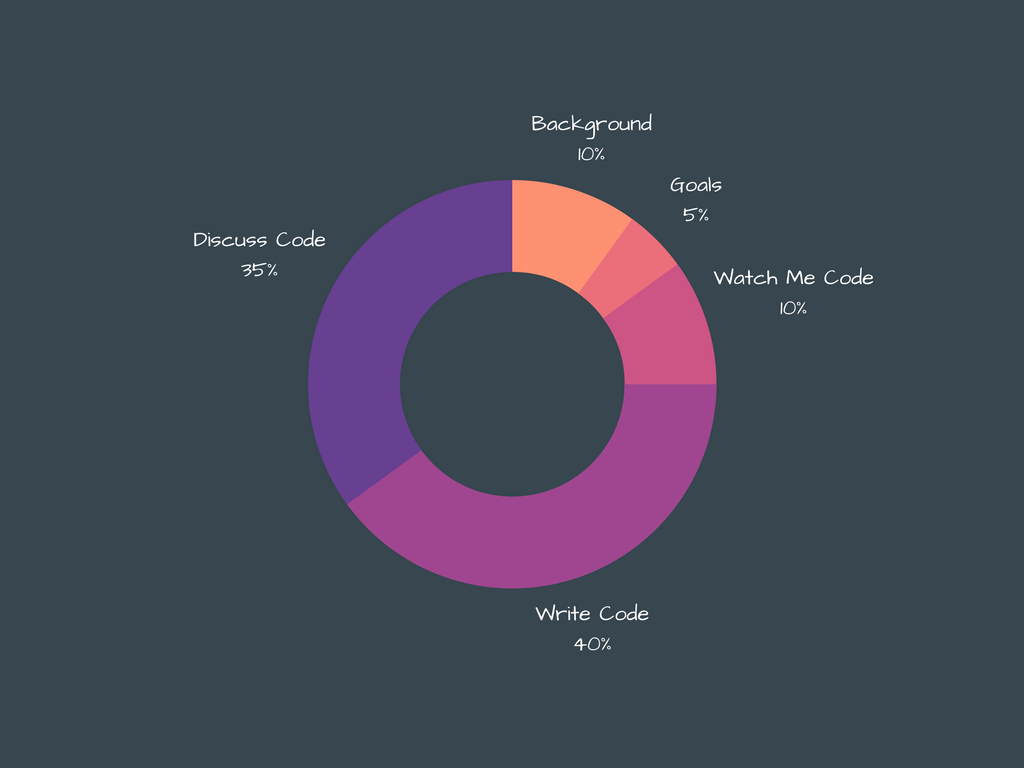 Background
10%
Goals
5%
Watch Me Code
10%
Write Code
40%
Discuss Code
35%